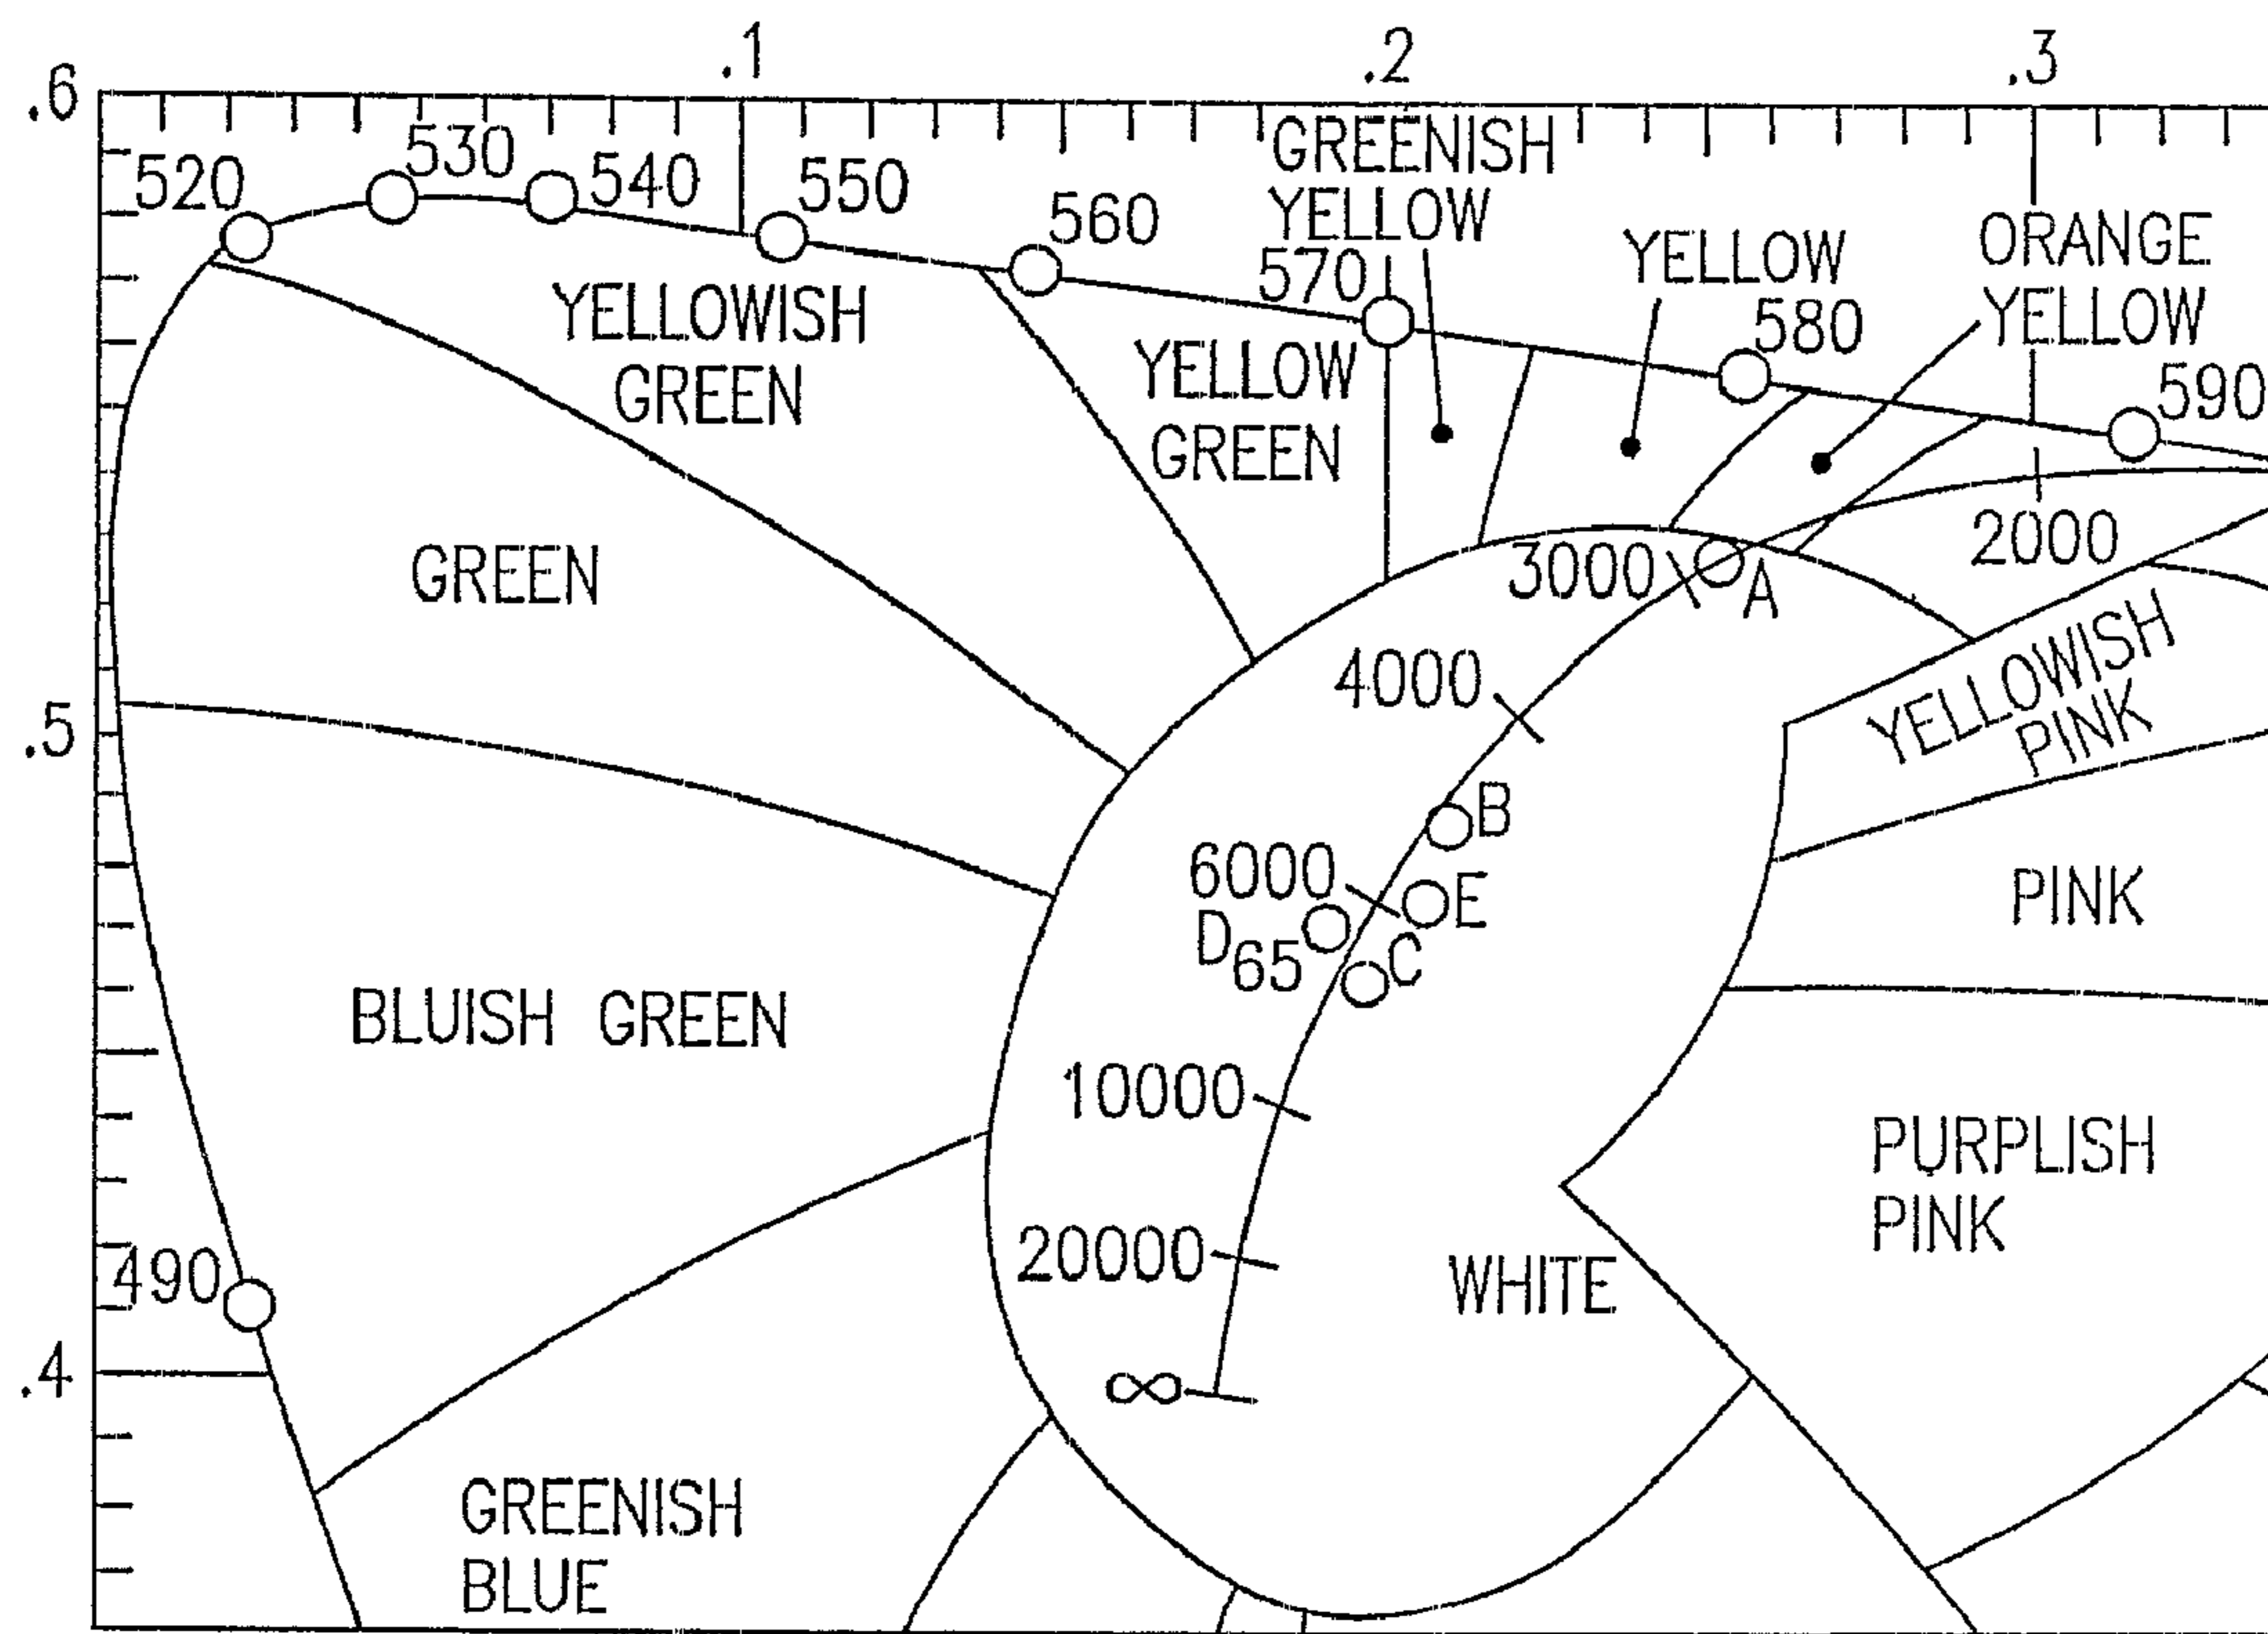 .1
.2
.3
.6
520
530
540
550
560
570
GREENISH
YELLOW
YELLOW
ORANGE
YELLOW
580
590
YELLOWISH
GREEN
YELLOW
GREEN
GREEN
3000
A
2000
4000
YELLOWISH
PINK
.5
B
6000
E
D65
C
PINK
BLUISH GREEN
10000
PURPLISH
PINK
20000
WHITE
490
.4
∞
GREENISH
BLUE